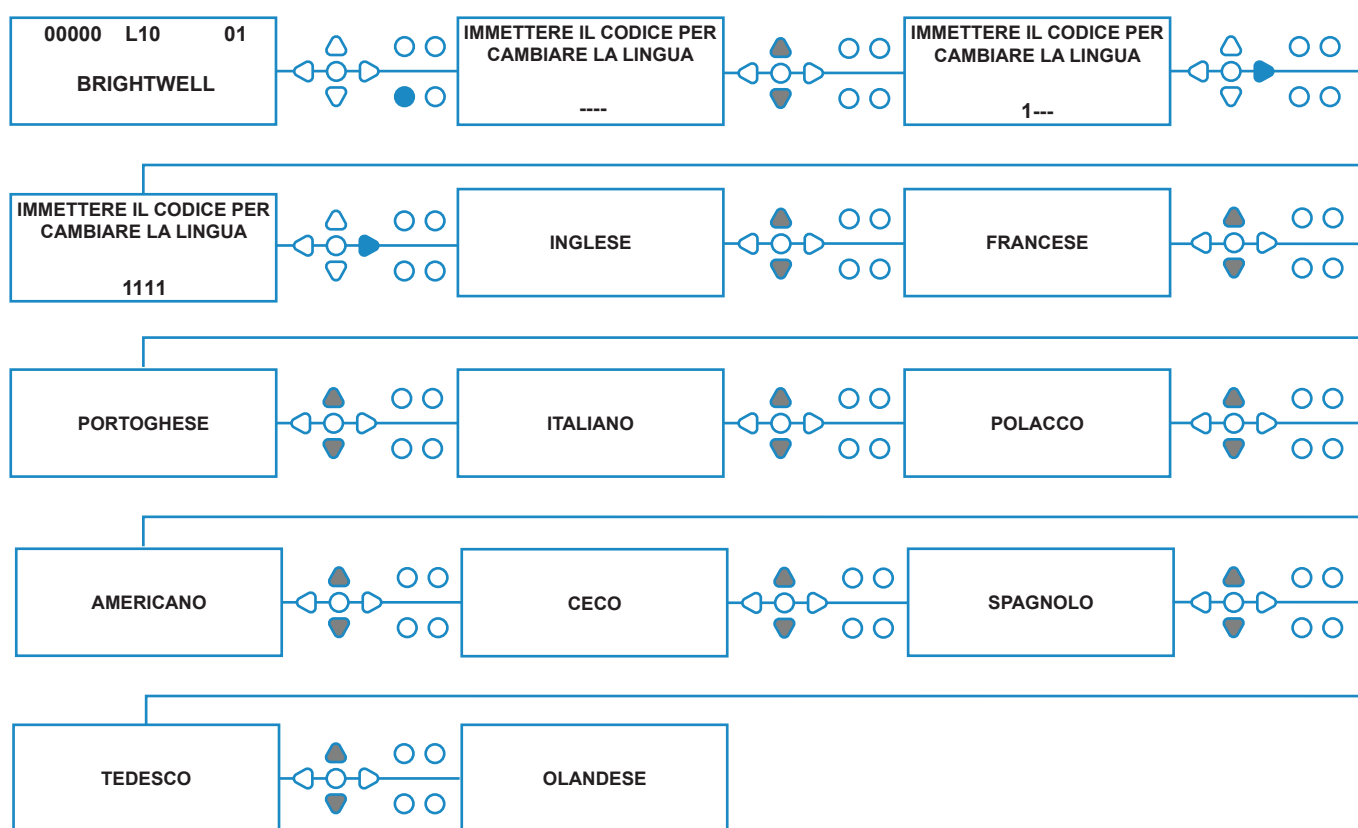 00000 L10 01
BRIGHTWELL
IMMETTERE IL CODICE PER
CAMBIARE LA LINGUA
----
IMMETTERE IL CODICE PER
CAMBIARE LA LINGUA
1---
IMMETTERE IL CODICE PER
CAMBIARE LA LINGUA
1111
INGLESE
FRANCESE
PORTOGHESE
ITALIANO
POLACCO
AMERICANO
CECO
SPAGNOLO
TEDESCO
OLANDESE